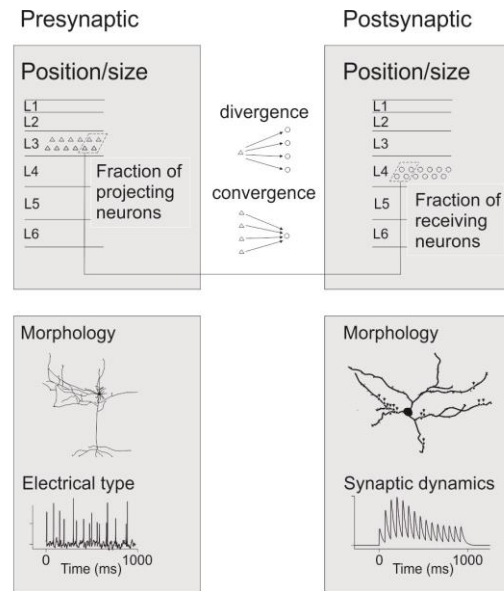 Presynaptic
Postsynaptic
Position/size
L1
L2
L3
L4
L5
L6
Fraction of
projecting
neurons
divergence
convergence
Position/size
L1
L2
L3
L4
L5
L6
Fraction of
receiving
neurons
Morphology
Electrical type
0
1000
Time (ms)
Morphology
Synaptic dynamics
0
1000
Time (ms)